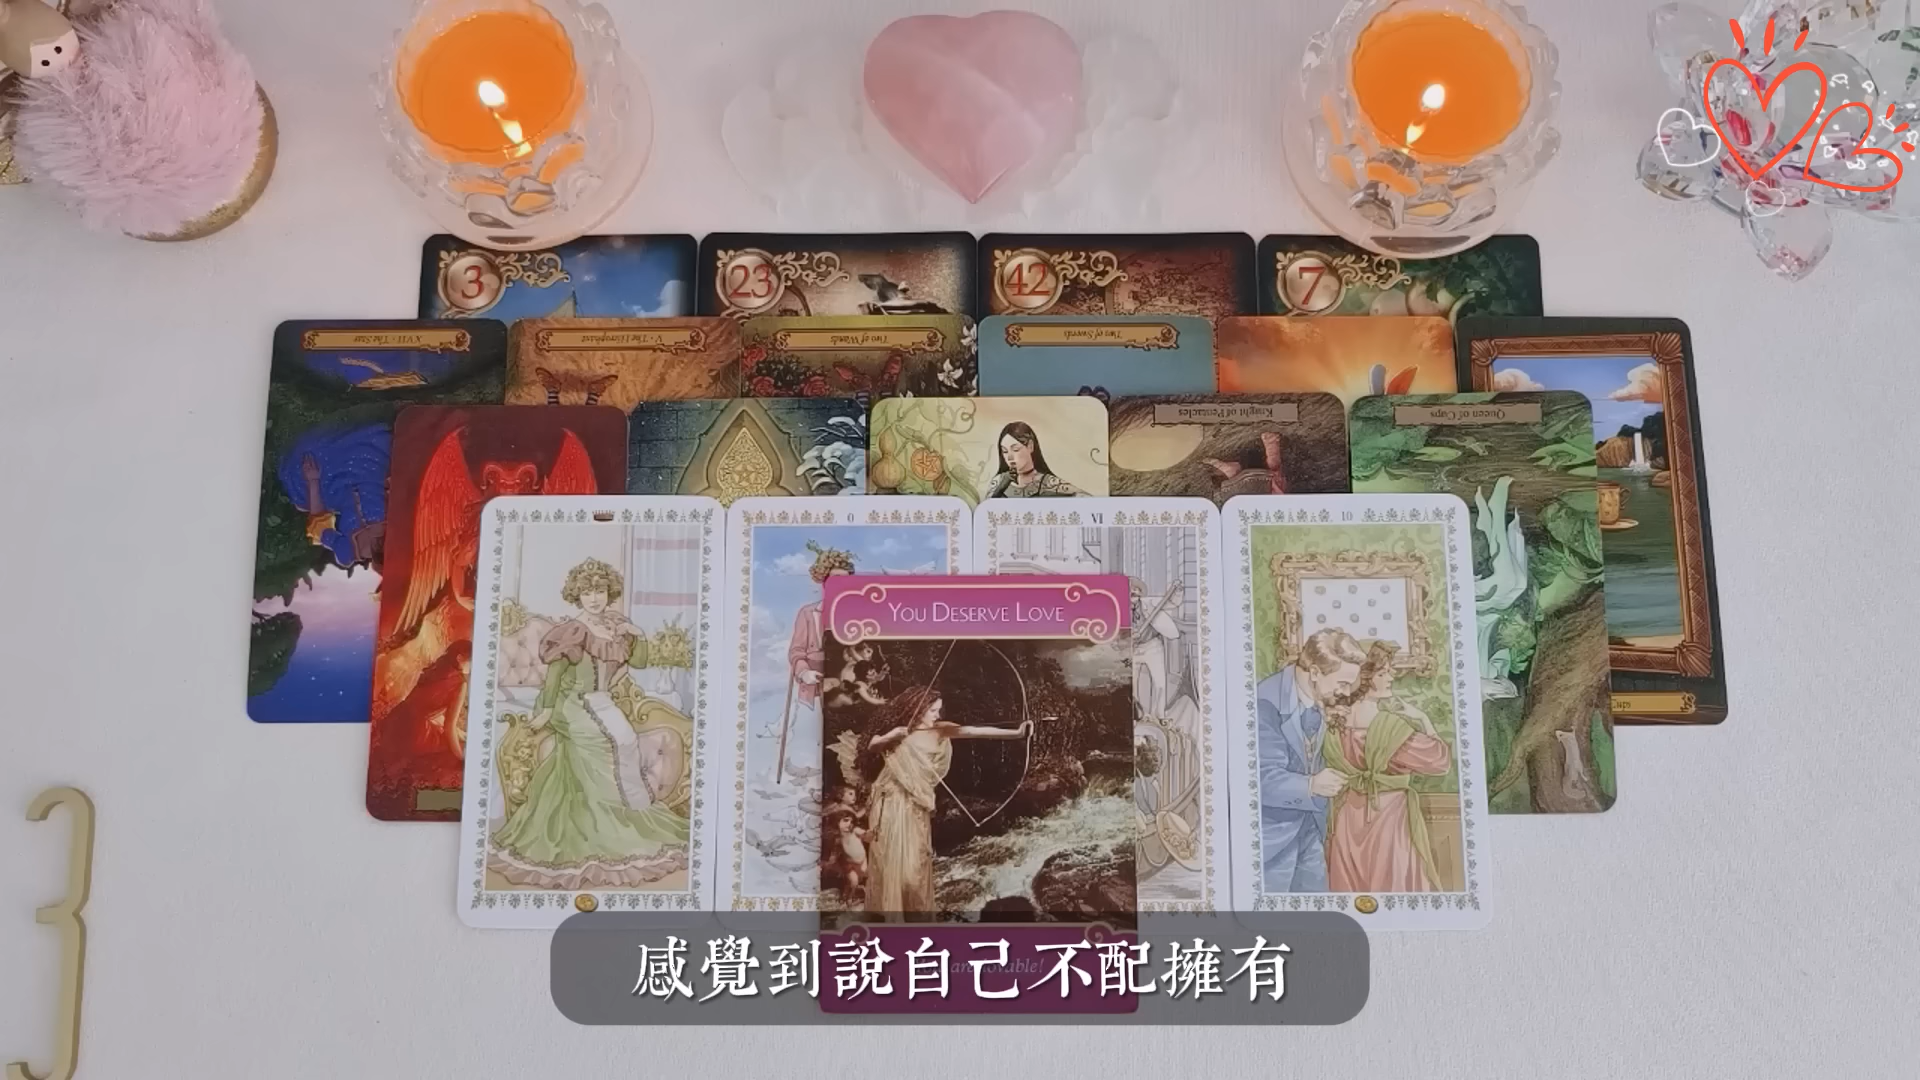 3
23
42
7
XVII · The Star
V · The Hierophant
Two of Wands
Two of Swords
Knight of Pentacles
Queen of Cups
0
VI
10
YOU DESERVE LOVE
are lovable!
感覺到說自己不配擁有
3